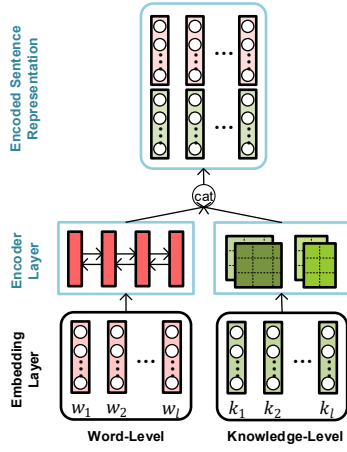 Encoded Sentence
Representation
...
cat
Encoder
Layer
Embedding
Layer
w₁ w₂ ... wₗ
k₁ k₂ ... kₗ
Word-Level
Knowledge-Level